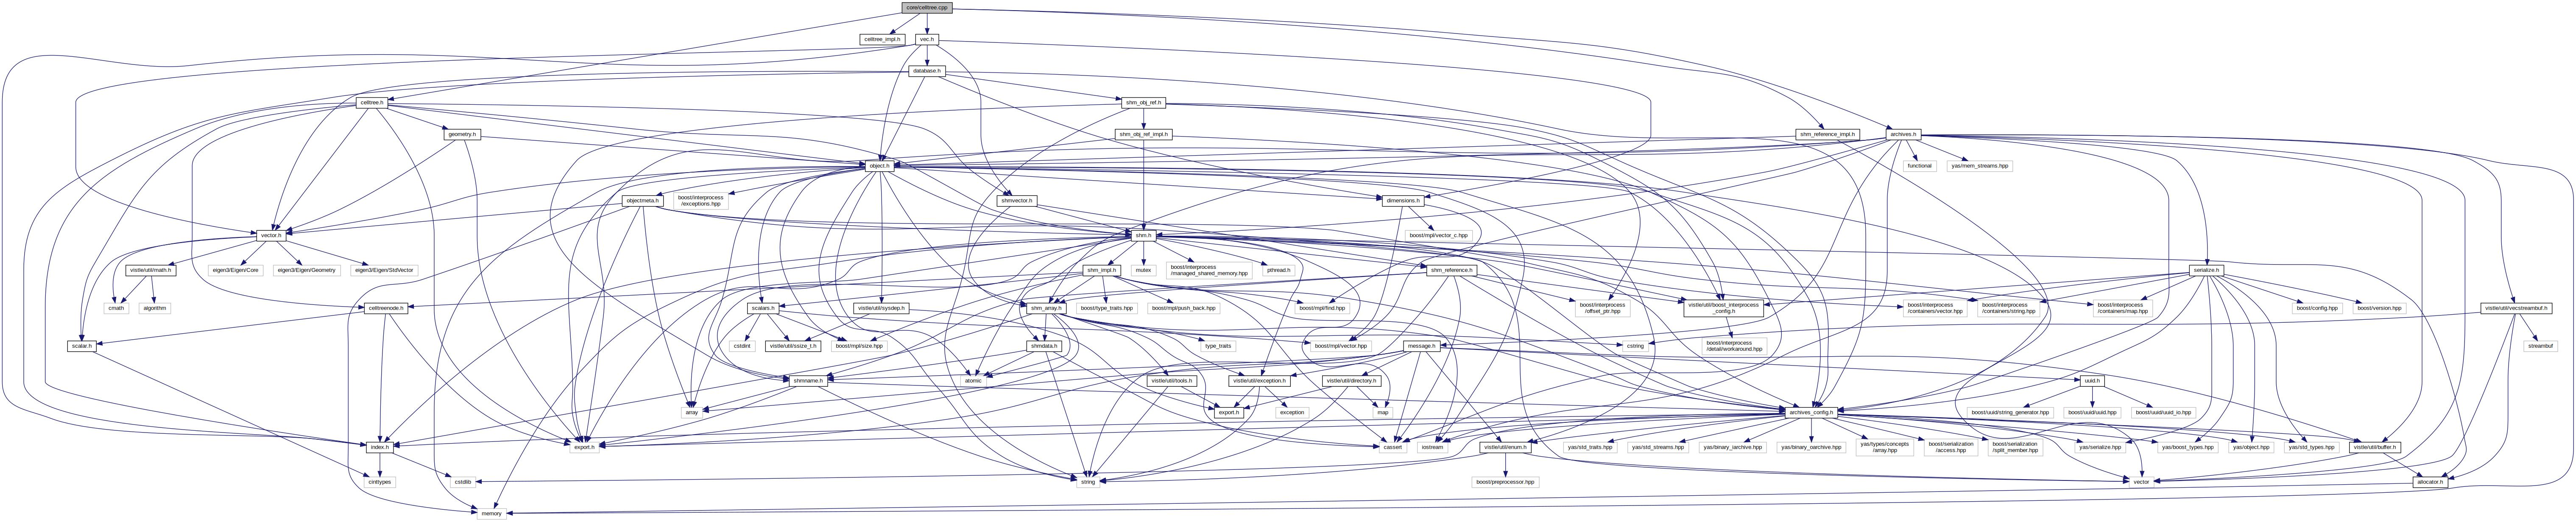 core/celltree.cpp
celltree_impl.h
vec.h
database.h
celltree.h
shm_obj_ref.h
geometry.h
shm_obj_ref_impl.h
shm_reference_impl.h
archives.h
object.h
functional
yas/mem_streams.hpp
objectmeta.h
boost/interprocess
/exceptions.hpp
shmvector.h
dimensions.h
vector.h
shm.h
boost/mpl/vector_c.hpp
vistle/util/math.h
eigen3/Eigen/Core
eigen3/Eigen/Geometry
eigen3/Eigen/StdVector
shm_impl.h
mutex
boost/interprocess
/managed_shared_memory.hpp
pthread.h
shm_reference.h
serialize.h
cmath
algorithm
celltreenode.h
scalars.h
vistle/util/sysdep.h
shm_array.h
boost/type_traits.hpp
boost/mpl/push_back.hpp
boost/mpl/find.hpp
boost/interprocess
/offset_ptr.hpp
vistle/util/boost_interprocess
_config.h
boost/interprocess
/containers/vector.hpp
boost/interprocess
/containers/string.hpp
boost/interprocess
/containers/map.hpp
boost/config.hpp
boost/version.hpp
vistle/util/vecstreambuf.h
scalar.h
cstdint
vistle/util/ssize_t.h
boost/mpl/size.hpp
shmdata.h
type_traits
boost/mpl/vector.hpp
message.h
cstring
boost/interprocess
/detail/workaround.hpp
streambuf
shmname.h
atomic
vistle/util/tools.h
vistle/util/exception.h
vistle/util/directory.h
uuid.h
array
export.h
exception
map
archives_config.h
boost/uuid/string_generator.hpp
boost/uuid/uuid.hpp
boost/uuid/uuid_io.hpp
index.h
export.h
cassert
iostream
vistle/util/enum.h
yas/std_traits.hpp
yas/std_streams.hpp
yas/binary_iarchive.hpp
yas/binary_oarchive.hpp
yas/types/concepts
/array.hpp
boost/serialization
/access.hpp
boost/serialization
/split_member.hpp
yas/serialize.hpp
yas/boost_types.hpp
yas/object.hpp
yas/std_types.hpp
vistle/util/buffer.h
cinttypes
cstdlib
string
boost/preprocessor.hpp
vector
allocator.h
memory